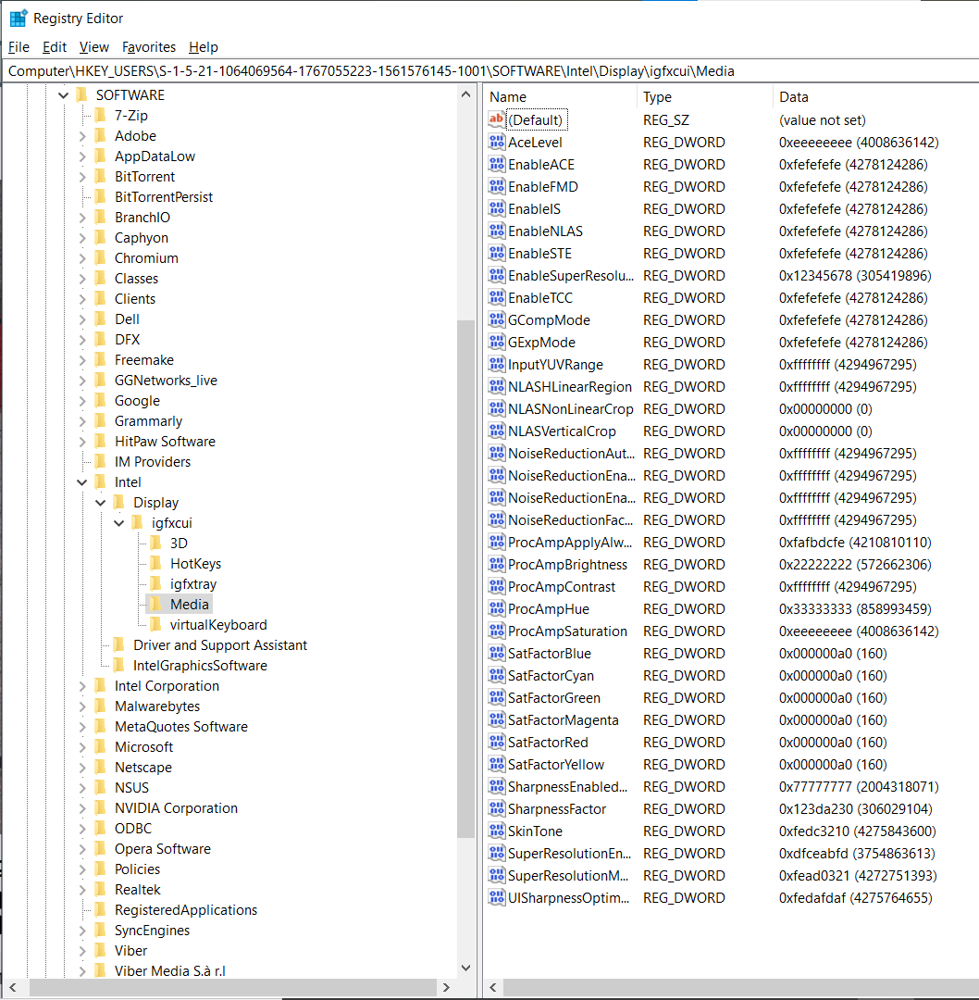 Registry Editor
File Edit View Favorites Help
Computer\HKEY_USERS\S-1-5-21-1064069564-1767055223-1561576145-1001\SOFTWARE\Intel\Display\igfxcui\Media
SOFTWARE
7-Zip
Adobe
AppDataLow
BitTorrent
BitTorrentPersist
BranchIO
Caphyon
Chromium
Classes
Clients
Dell
DFX
Freemake
GGNetworks_live
Google
Grammarly
HitPaw Software
IM Providers
Intel
Display
igfxcui
3D
HotKeys
igfxtray
Media
virtualKeyboard
Driver and Support Assistant
IntelGraphicsSoftware
Intel Corporation
Malwarebytes
MetaQuotes Software
Microsoft
Netscape
NSUS
NVIDIA Corporation
ODBC
Opera Software
Policies
Realtek
RegisteredApplications
SyncEngines
Viber
Viber Media S.à r.l
Name Type Data
(Default) REG_SZ (value not set)
AceLevel REG_DWORD 0xeeeeeeee (4008636142)
EnableACE REG_DWORD 0xfefefefe (4278124286)
EnableFMD REG_DWORD 0xfefefefe (4278124286)
EnableIS REG_DWORD 0xfefefefe (4278124286)
EnableNLAS REG_DWORD 0xfefefefe (4278124286)
EnableSTE REG_DWORD 0xfefefefe (4278124286)
EnableSuperResolu... REG_DWORD 0x12345678 (305419896)
EnableTCC REG_DWORD 0xfefefefe (4278124286)
GCompMode REG_DWORD 0xfefefefe (4278124286)
GExpMode REG_DWORD 0xfefefefe (4278124286)
InputYUVRange REG_DWORD 0xffffffff (4294967295)
NLASHLinearRegion REG_DWORD 0xffffffff (4294967295)
NLASNonLinearCrop REG_DWORD 0x00000000 (0)
NLASVerticalCrop REG_DWORD 0x00000000 (0)
NoiseReductionAut... REG_DWORD 0xffffffff (4294967295)
NoiseReductionEna... REG_DWORD 0xffffffff (4294967295)
NoiseReductionEna... REG_DWORD 0xffffffff (4294967295)
NoiseReductionFac... REG_DWORD 0xffffffff (4294967295)
ProcAmpApplyAlw... REG_DWORD 0xfafbdcfe (4210810110)
ProcAmpBrightness REG_DWORD 0x22222222 (572662306)
ProcAmpContrast REG_DWORD 0xffffffff (4294967295)
ProcAmpHue REG_DWORD 0x33333333 (858993459)
ProcAmpSaturation REG_DWORD 0xeeeeeeee (4008636142)
SatFactorBlue REG_DWORD 0x000000a0 (160)
SatFactorCyan REG_DWORD 0x000000a0 (160)
SatFactorGreen REG_DWORD 0x000000a0 (160)
SatFactorMagenta REG_DWORD 0x000000a0 (160)
SatFactorRed REG_DWORD 0x000000a0 (160)
SatFactorYellow REG_DWORD 0x000000a0 (160)
SharpnessEnabled... REG_DWORD 0x77777777 (2004318071)
SharpnessFactor REG_DWORD 0x123da230 (306029104)
SkinTone REG_DWORD 0xfedc3210 (4275843600)
SuperResolutionEn... REG_DWORD 0xdfceabfd (3754863613)
SuperResolutionM... REG_DWORD 0xfead0321 (4272751393)
UISharpnessOptim... REG_DWORD 0xfedafdaf (4275764655)